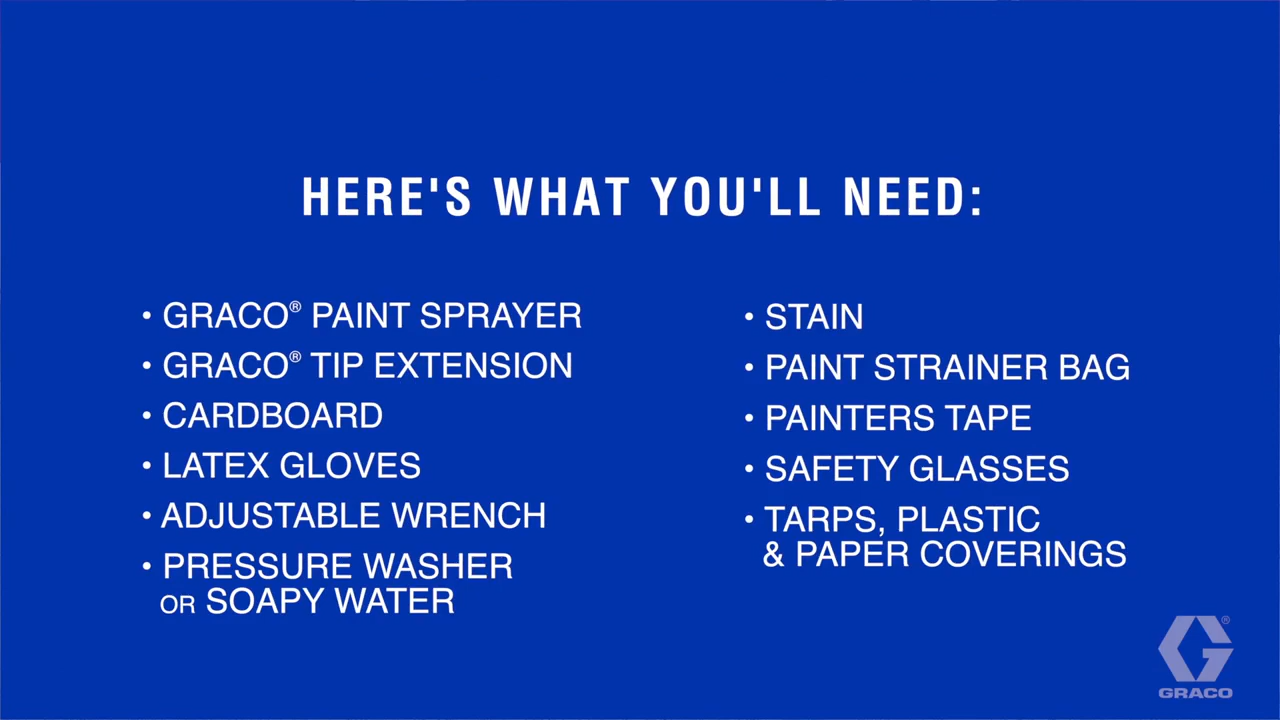 HERE'S WHAT YOU'LL NEED:
• GRACO® PAINT SPRAYER
• GRACO® TIP EXTENSION
• CARDBOARD
• LATEX GLOVES
• ADJUSTABLE WRENCH
• PRESSURE WASHER
OR SOAPY WATER
• STAIN
• PAINT STRAINER BAG
• PAINTERS TAPE
• SAFETY GLASSES
• TARPS, PLASTIC
& PAPER COVERINGS
®
GRACO